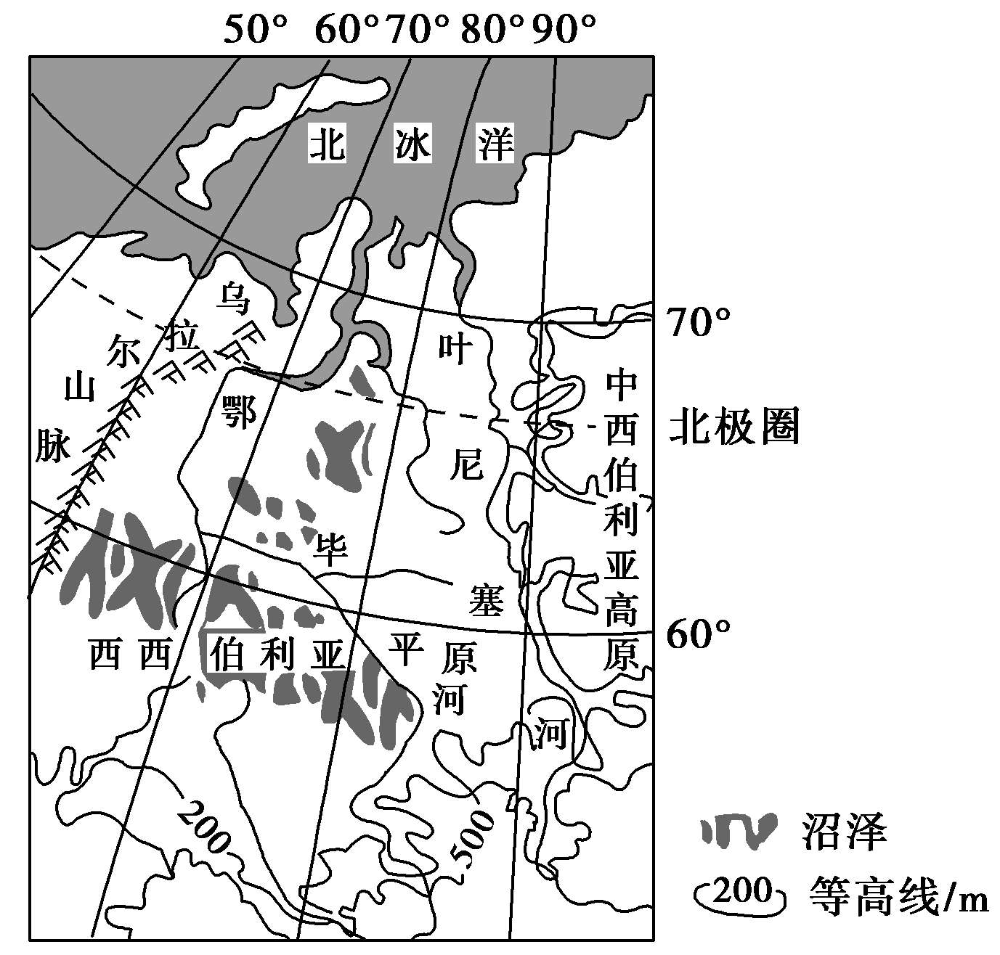 50° 60° 70° 80° 90°
北冰洋
乌拉尔山脉
70°
中西伯利亚高原
北极圈
鄂毕河
叶尼塞河
60°
西西伯利亚平原
200
500
沼泽
200 等高线/m